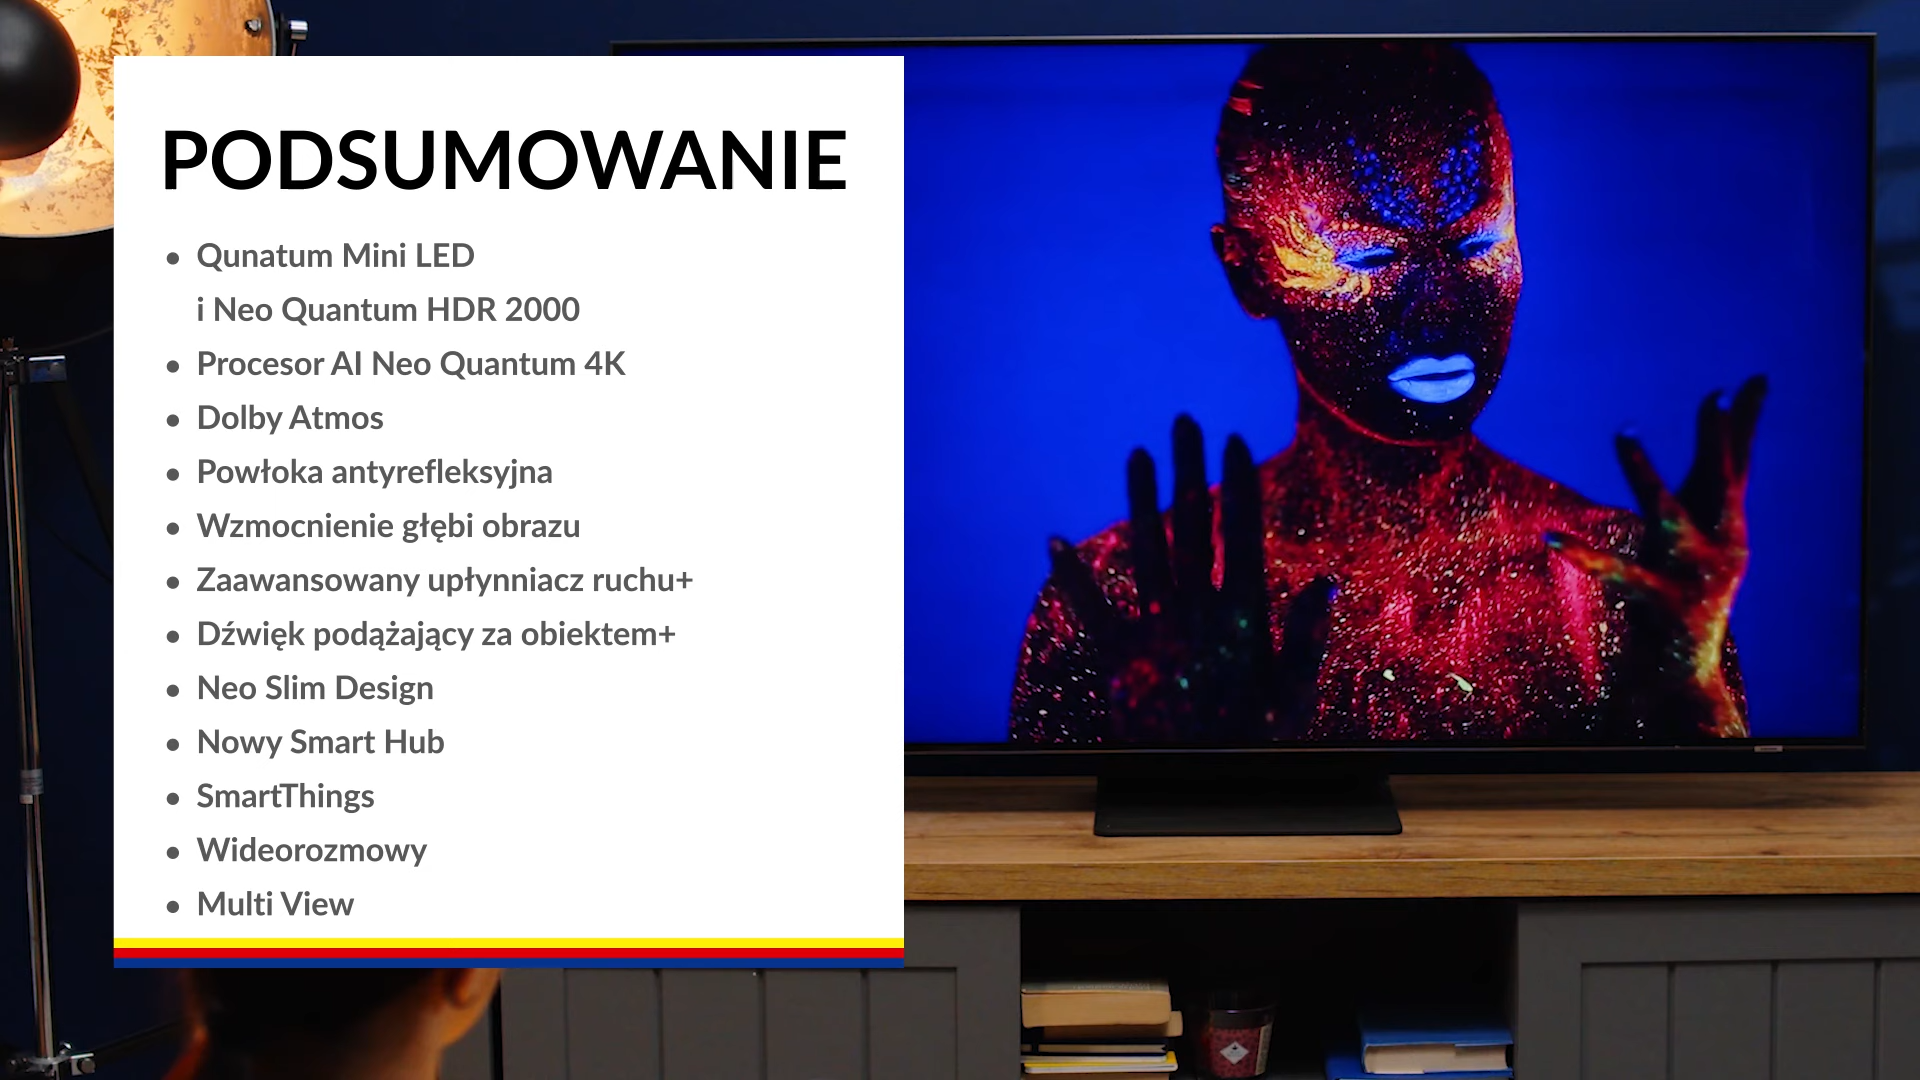 PODSUMOWANIE
• Qunatum Mini LED
i Neo Quantum HDR 2000
• Procesor AI Neo Quantum 4K
• Dolby Atmos
• Powłoka antyrefleksyjna
• Wzmocnienie głębi obrazu
• Zaawansowany upłynniacz ruchu+
• Dźwięk podążający za obiektem+
• Neo Slim Design
• Nowy Smart Hub
• SmartThings
• Wideorozmowy
• Multi View